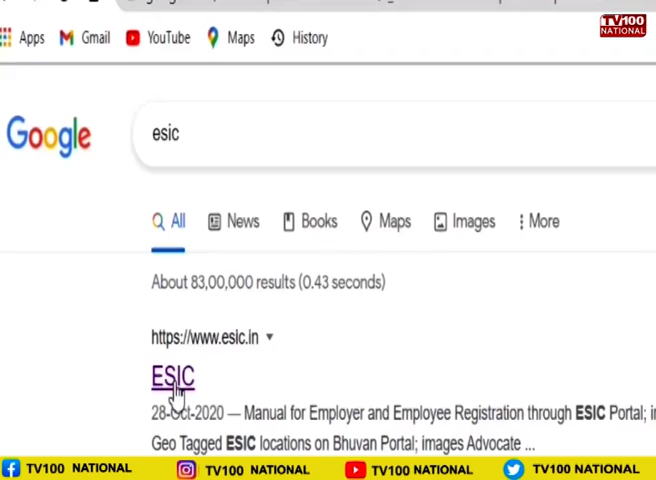 TV100
NATIONAL
Apps Gmail YouTube Maps History
Google esic
All News Books Maps Images More
About 83,00,000 results (0.43 seconds)
https://www.esic.in
ESIC
28-Oct-2020 — Manual for Employer and Employee Registration through ESIC Portal;
Geo Tagged ESIC locations on Bhuvan Portal; images Advocate ...
TV100 NATIONAL TV100 NATIONAL TV100 NATIONAL TV100 NATIONAL